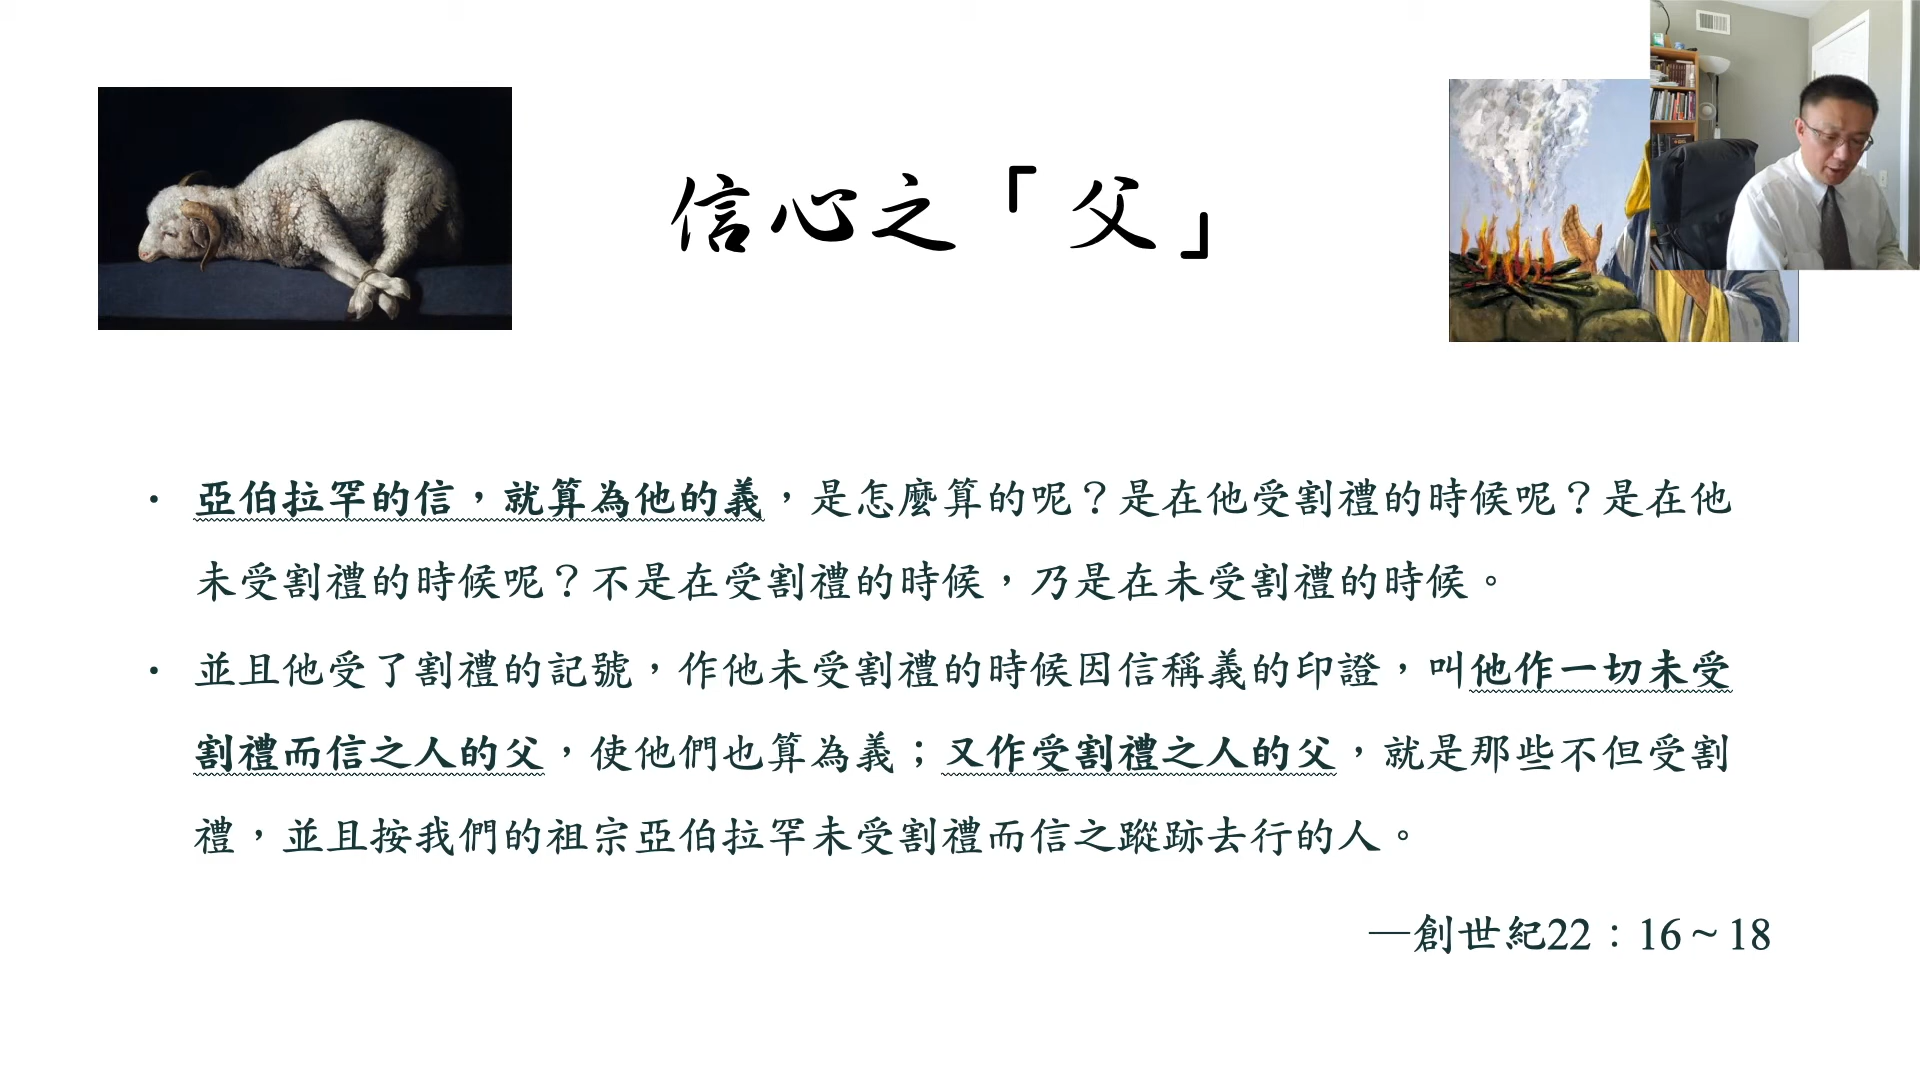 信心之「父」
• 亞伯拉罕的信，就算為他的義，是怎麼算的呢？是在他受割禮的時候呢？是在他
未受割禮的時候呢？不是在受割禮的時候，乃是在未受割禮的時候。
• 並且他受了割禮的記號，作他未受割禮的時候因信稱義的印證，叫他作一切未受
割禮而信之人的父，使他們也算為義；又作受割禮之人的父，就是那些不但受割
禮，並且按我們的祖宗亞伯拉罕未受割禮而信之蹤跡去行的人。
—創世紀22：16~18